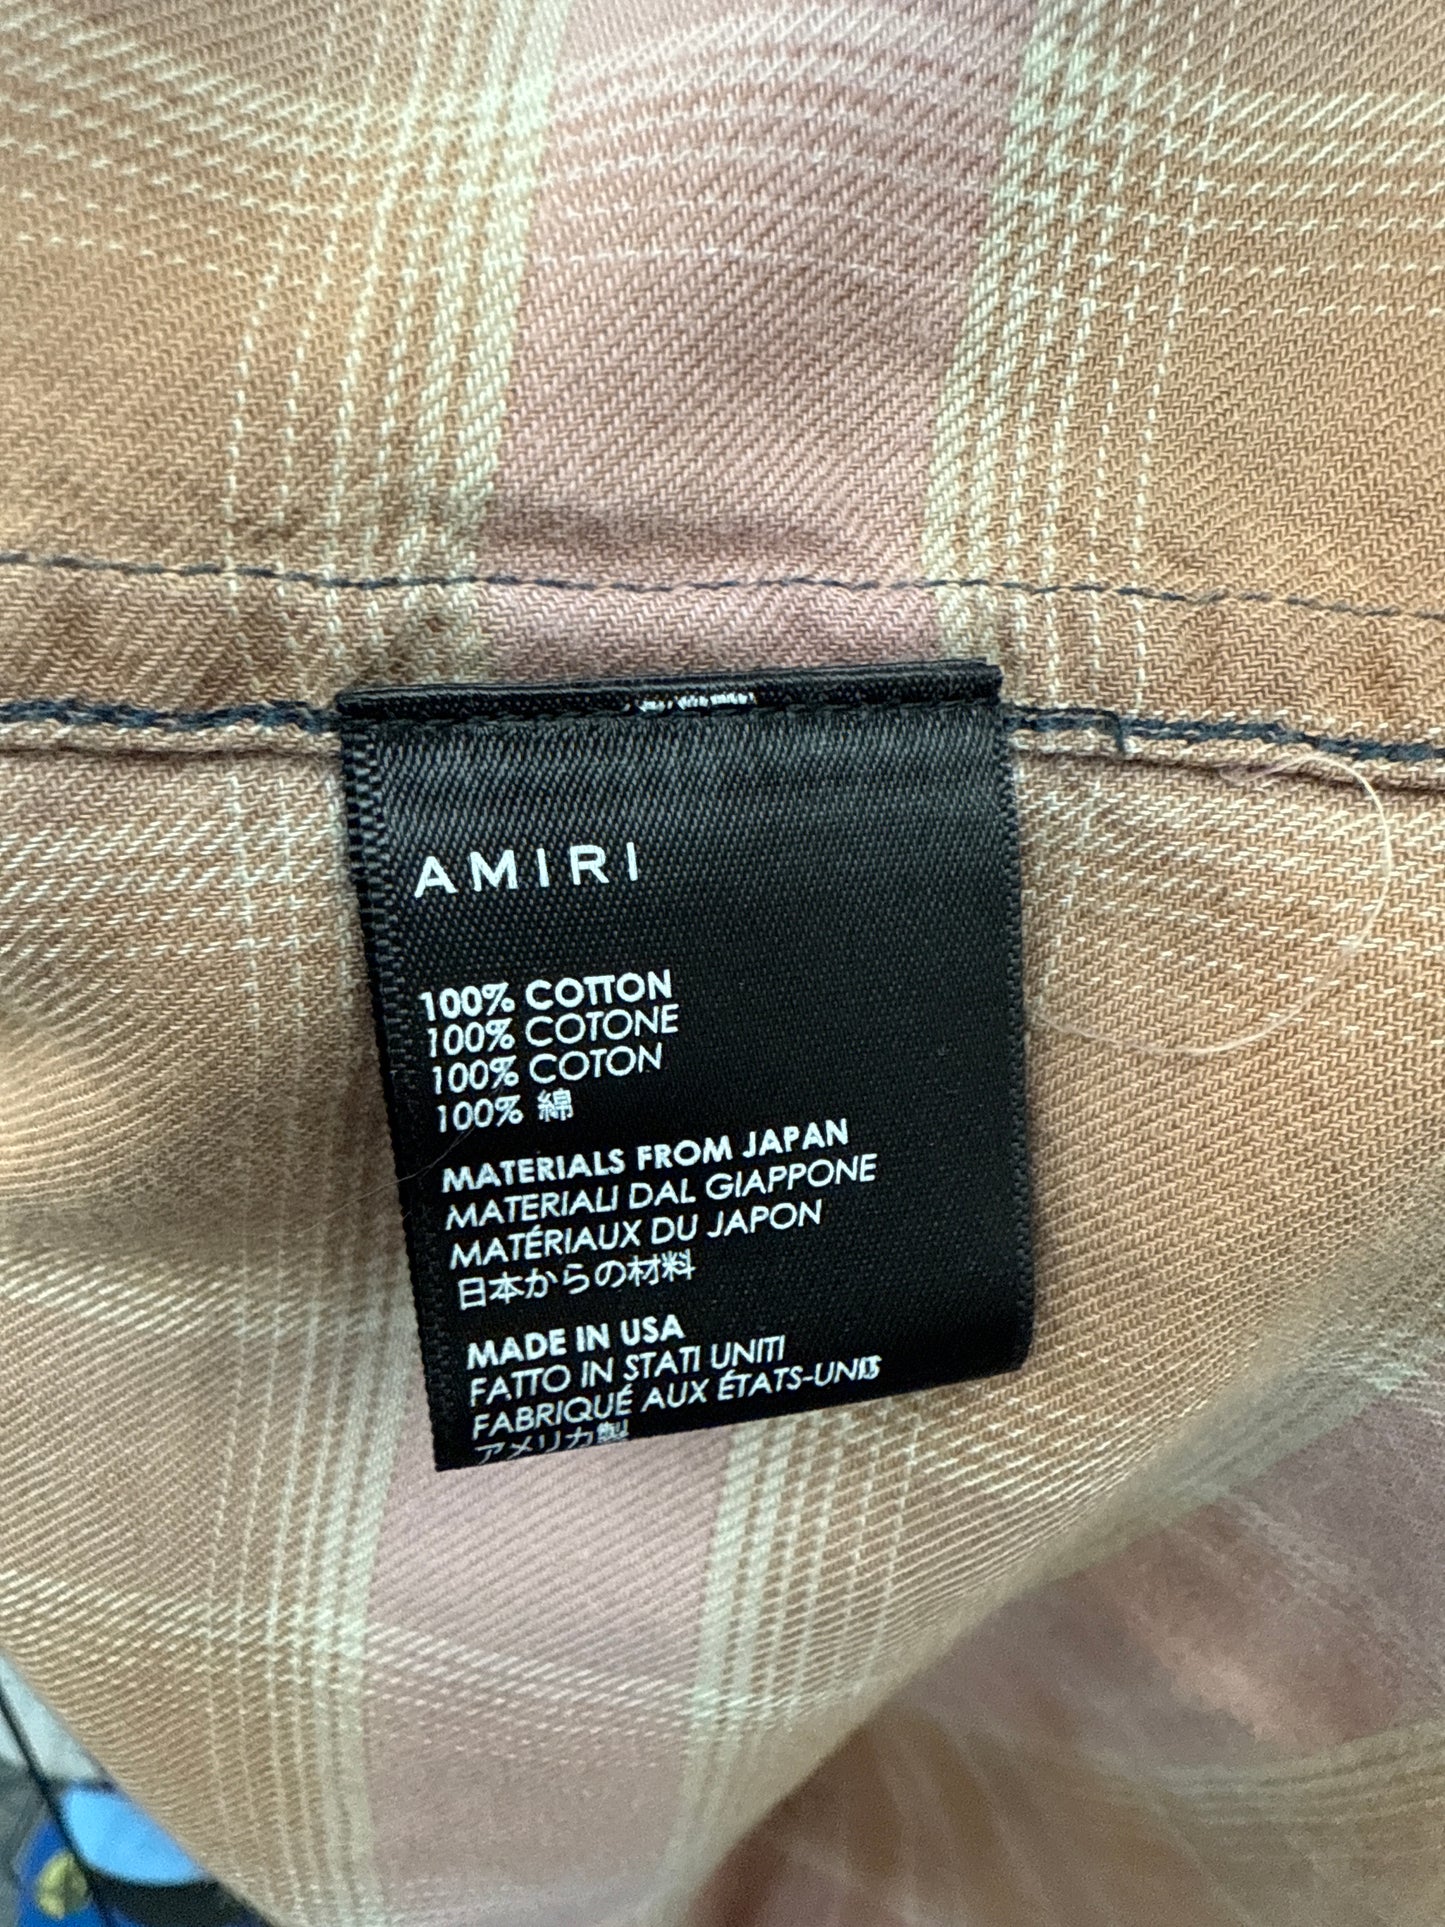 AMIRI
100% COTTON
100% COTONE
100% COTON
100% 綿
MATERIALS FROM JAPAN
MATERIALI DAL GIAPPONE
MATÉRIAUX DU JAPON
日本からの材料
MADE IN USA
FATTO IN STATI UNITI
FABRIQUÉ AUX ÉTATS-UNIS
アメリカ製